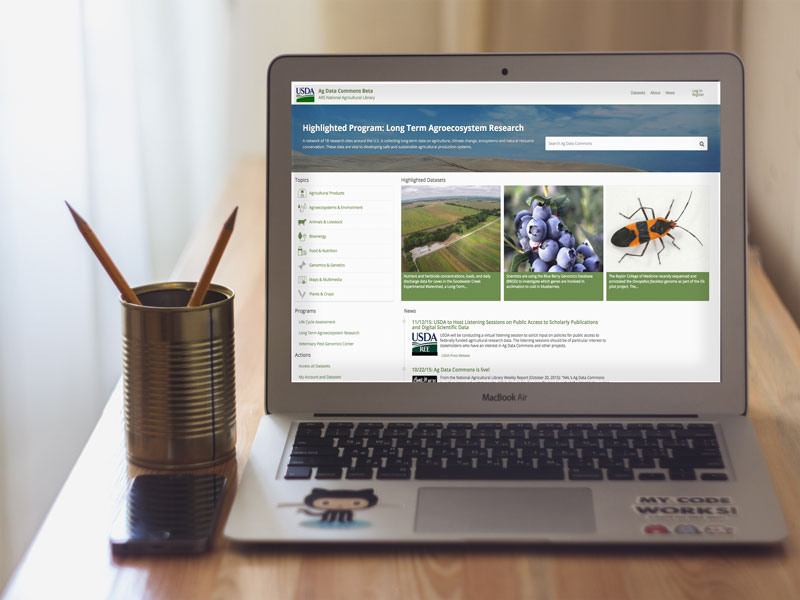 USDA
Ag Data Commons Beta
ARS National Agricultural Library
Datasets About News
Log In
Register
Highlighted Program: Long Term Agroecosystem Research
A network of 18 research sites around the U.S. is collecting long-term data on agriculture, climate change, ecosystems and natural resource
conservation. These data are vital to developing safe and sustainable agricultural production systems.
Search Ag Data Commons
Topics
Agricultural Products
Agroecosystems & Environment
Animals & Livestock
Bioenergy
Food & Nutrition
Genomics & Genetics
Maps & Multimedia
Plants & Crops
Highlighted Datasets
Nutrient and herbicide concentrations, loads, and daily
discharge data for caves in the Goodwater Creek
Experimental Watershed, a Long-Term...
Scientists are using the Blue Berry Genomics Database
(BBGD) to investigate which genes are involved in
acclimation to cold in blueberries.
The Baylor College of Medicine recently sequenced and
annotated the Oncopeltus fasciatus genome as part of the i5k
pilot project. The...
Programs
Life Cycle Assessment
Long Term Agroecosystem Research
Veterinary Pest Genomics Center
Actions
Access all Datasets
My Account and Datasets
News
11/12/15: USDA to Host Listening Sessions on Public Access to Scholarly Publications
and Digital Scientific Data
USDA
REE
USDA will be conducting a virtual listening session to solicit input on policies for public access to
federally funded agricultural research data. The listening sessions should be of particular interest to
stakeholders who have an interest in Ag Data Commons and other projects.
USDA Press Release
10/22/15: Ag Data Commons is live!
From the National Agricultural Library Weekly Report (October 20, 2015): "NAL's Ag Data Commons
MacBook Air
MY CODE
WORKS!